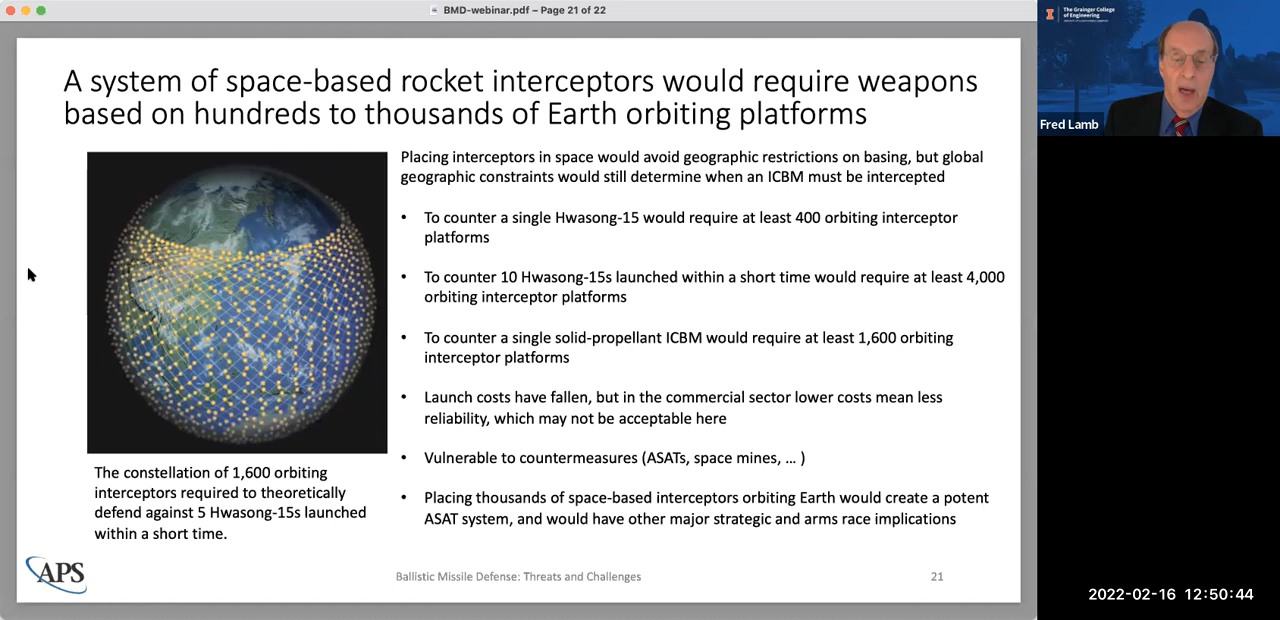 BMD-webinar.pdf – Page 21 of 22
A system of space-based rocket interceptors would require weapons
based on hundreds to thousands of Earth orbiting platforms
Placing interceptors in space would avoid geographic restrictions on basing, but global
geographic constraints would still determine when an ICBM must be intercepted
• To counter a single Hwasong-15 would require at least 400 orbiting interceptor
platforms
• To counter 10 Hwasong-15s launched within a short time would require at least 4,000
orbiting interceptor platforms
• To counter a single solid-propellant ICBM would require at least 1,600 orbiting
interceptor platforms
• Launch costs have fallen, but in the commercial sector lower costs mean less
reliability, which may not be acceptable here
• Vulnerable to countermeasures (ASATs, space mines, ... )
• Placing thousands of space-based interceptors orbiting Earth would create a potent
ASAT system, and would have other major strategic and arms race implications
The constellation of 1,600 orbiting
interceptors required to theoretically
defend against 5 Hwasong-15s launched
within a short time.
APS
Ballistic Missile Defense: Threats and Challenges
21
The Grainger College
of Engineering
Fred Lamb
2022-02-16 12:50:44